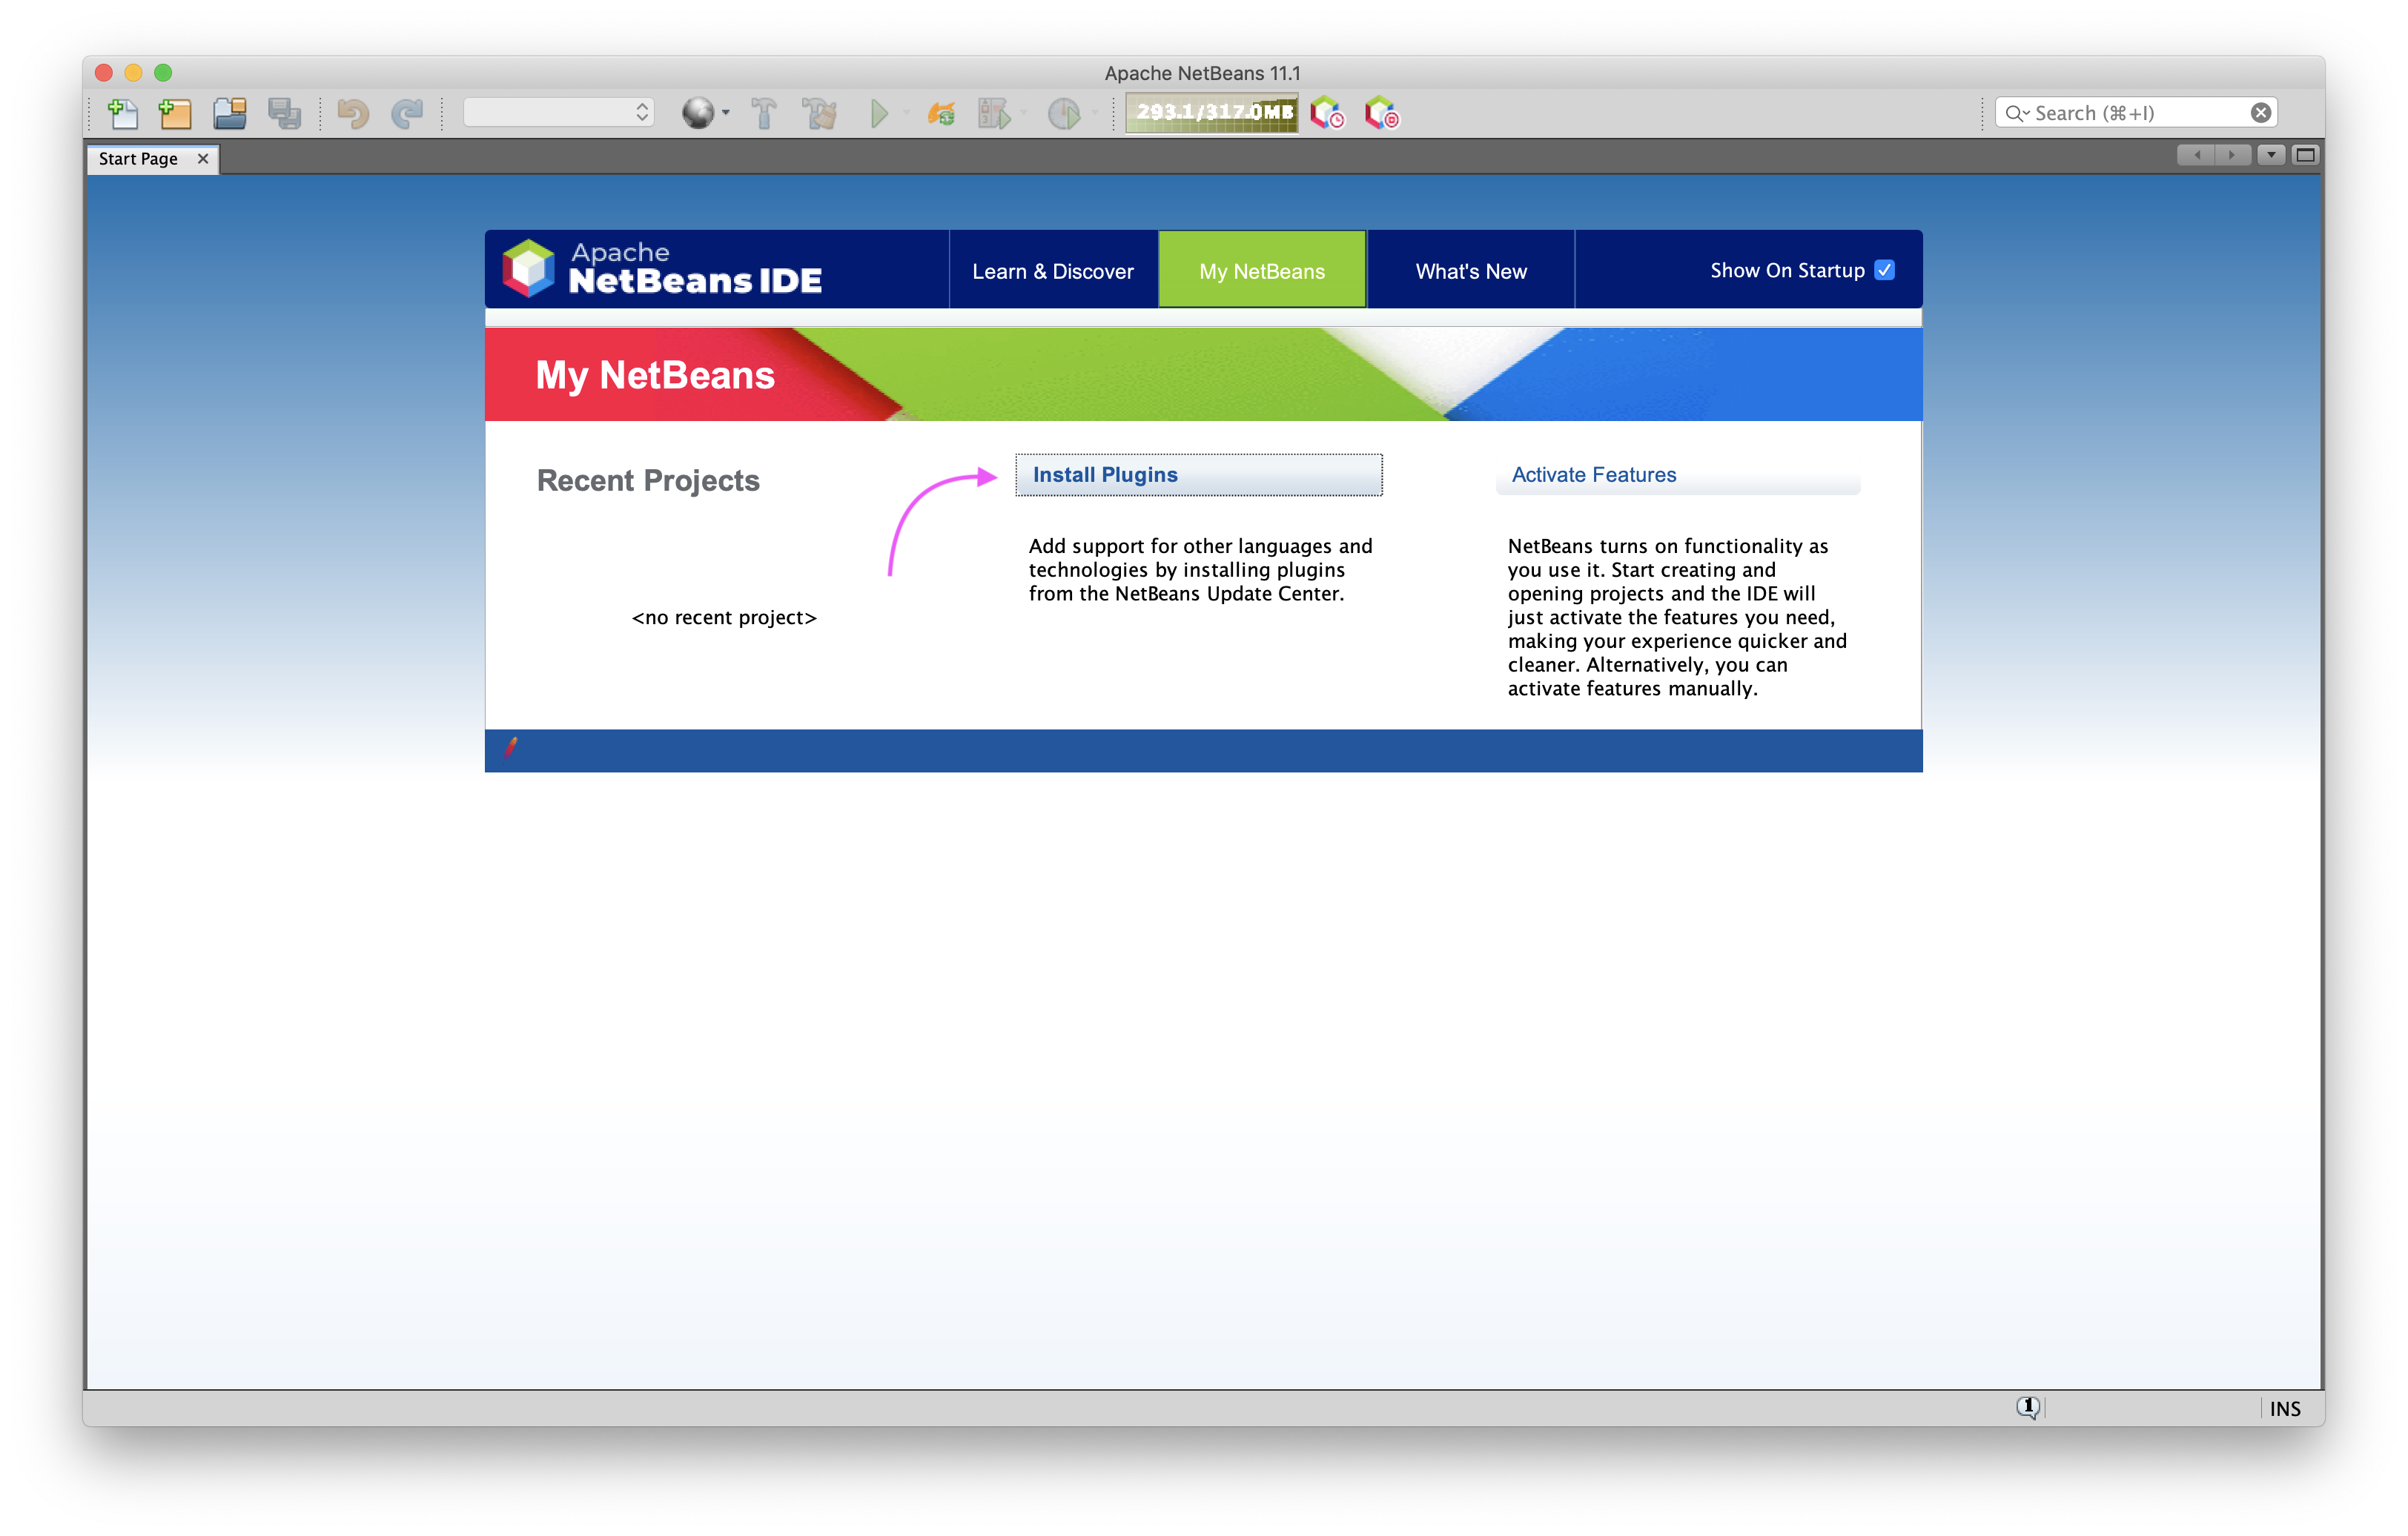 Apache NetBeans 11.1
293.1/317.0MB
Search (⌘+I)
Start Page
Apache
NetBeans IDE
Learn & Discover
My NetBeans
What's New
Show On Startup
My NetBeans
Recent Projects
<no recent project>
Install Plugins
Add support for other languages and
technologies by installing plugins
from the NetBeans Update Center.
Activate Features
NetBeans turns on functionality as
you use it. Start creating and
opening projects and the IDE will
just activate the features you need,
making your experience quicker and
cleaner. Alternatively, you can
activate features manually.
1
INS